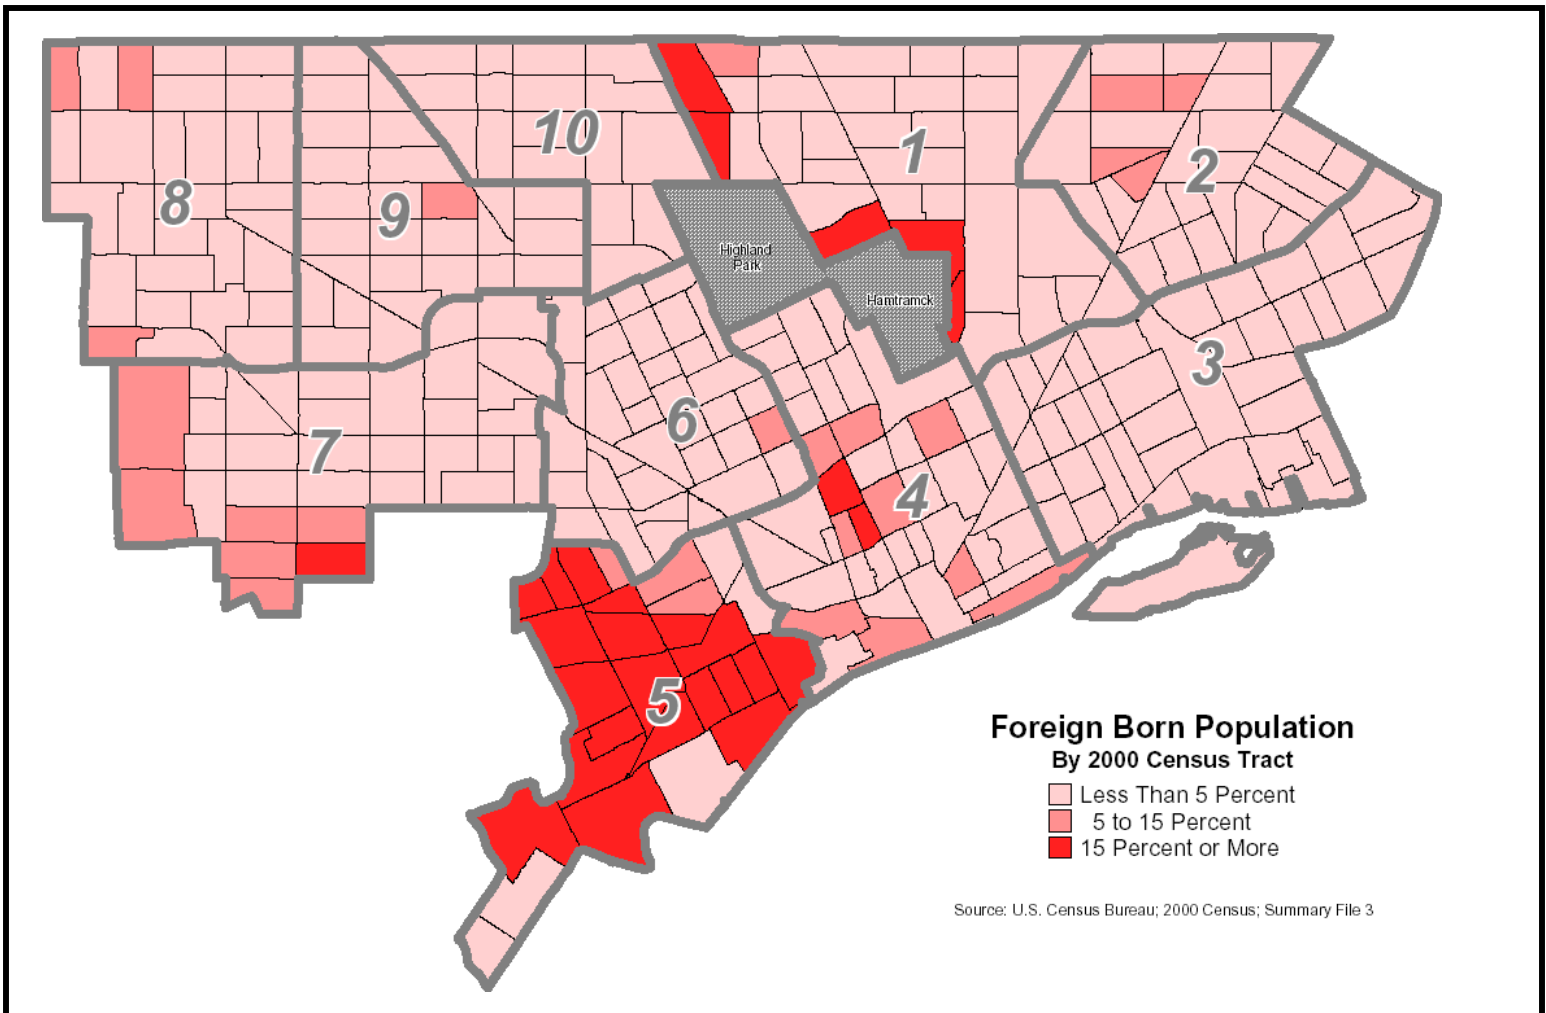 10
1
2
8
9
Highland
Park
Hamtramck
3
6
7
4
5
Foreign Born Population
By 2000 Census Tract
Less Than 5 Percent
5 to 15 Percent
15 Percent or More
Source: U.S. Census Bureau; 2000 Census; Summary File 3